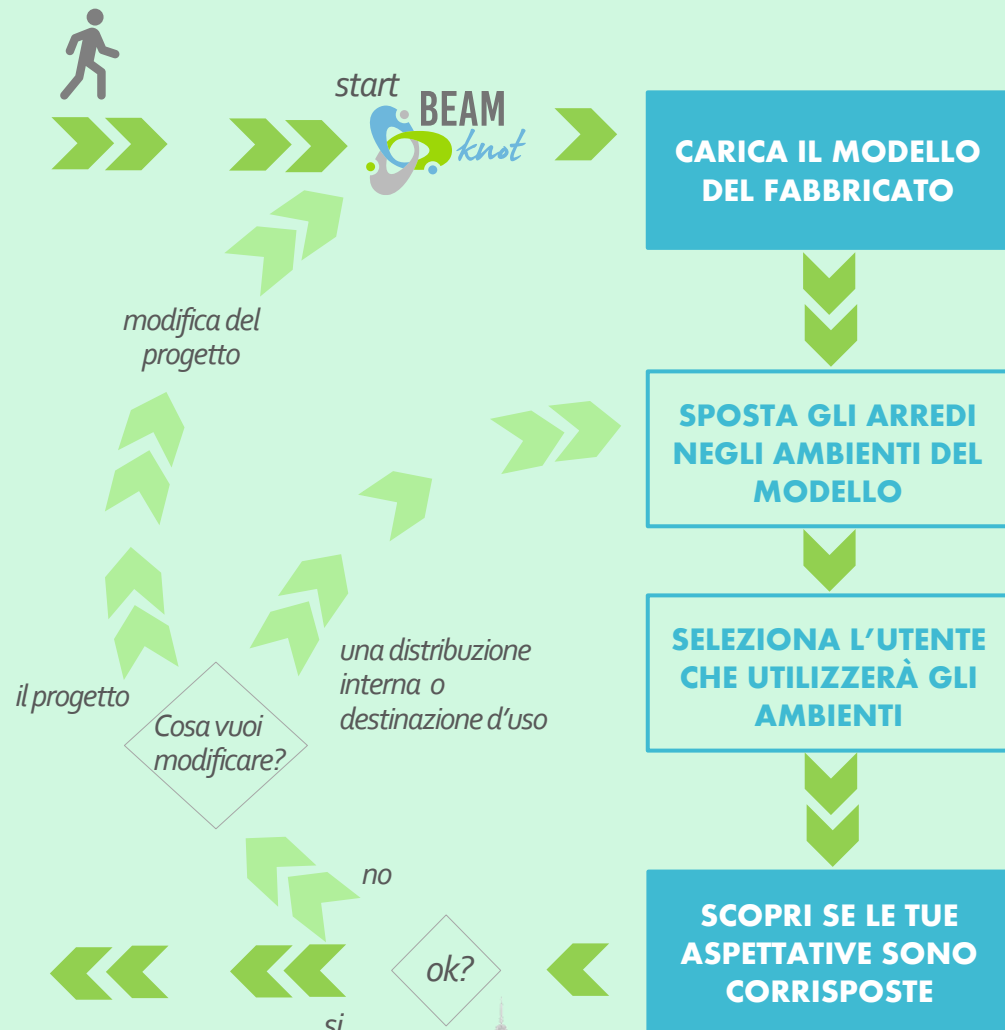 start
BEAM
knot
CARICA IL MODELLO
DEL FABBRICATO
modifica del
progetto
SPOSTA GLI ARREDI
NEGLI AMBIENTI DEL
MODELLO
SELEZIONA L’UTENTE
CHE UTILIZZERÀ GLI
AMBIENTI
una distribuzione
interna o
destinazione d’uso
il progetto
Cosa vuoi
modificare?
no
SCOPRI SE LE TUE
ASPETTATIVE SONO
CORRISPOSTE
ok?
si